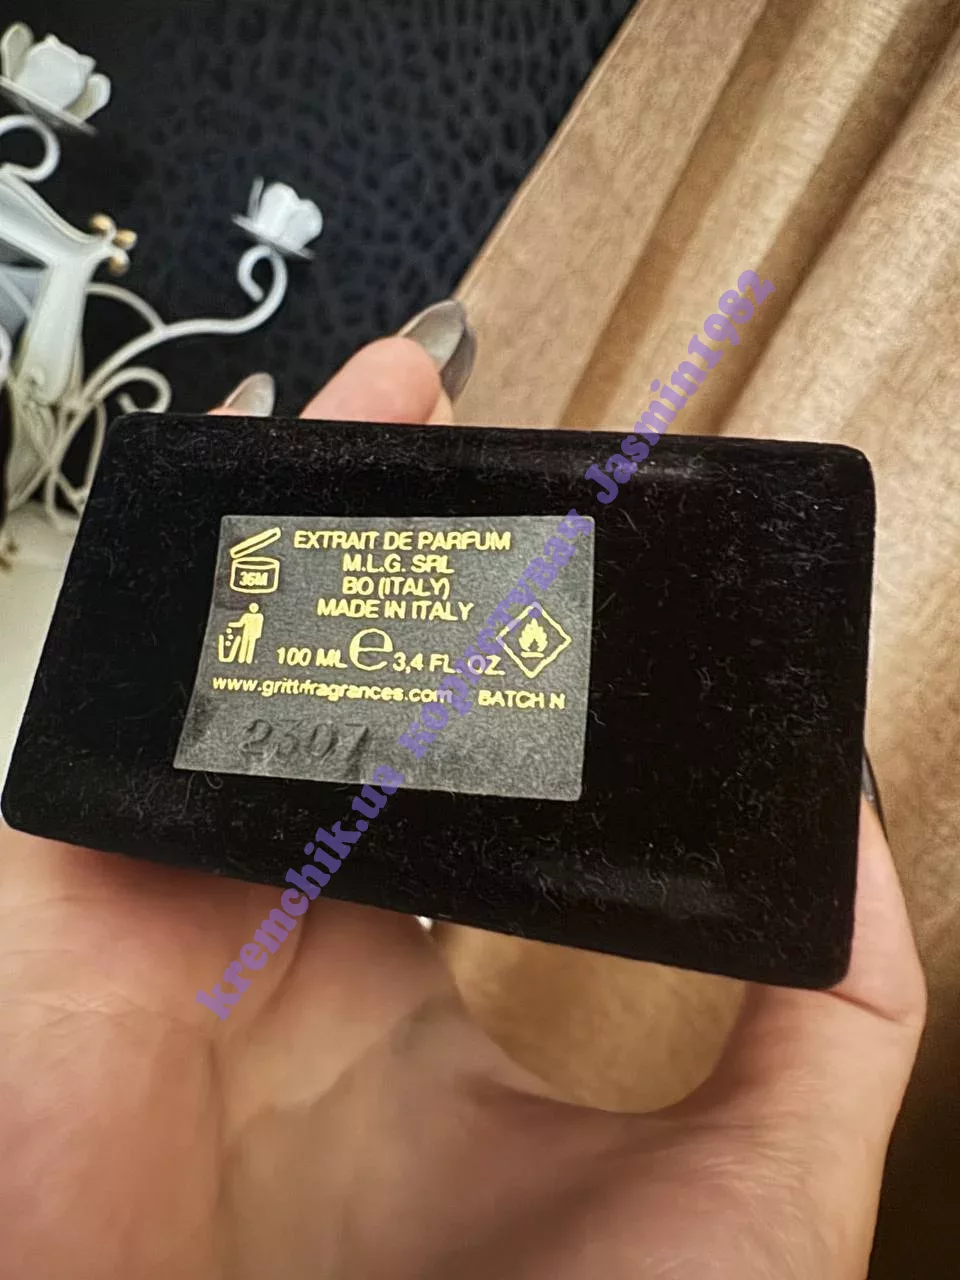 EXTRAIT DE PARFUM
M.L.G. SRL
BO (ITALY)
MADE IN ITALY
36M
100 ML e 3,4 FL. OZ.
www.grittifragrances.com BATCH N
2307
kremchik.ua користувач Jasmin1982